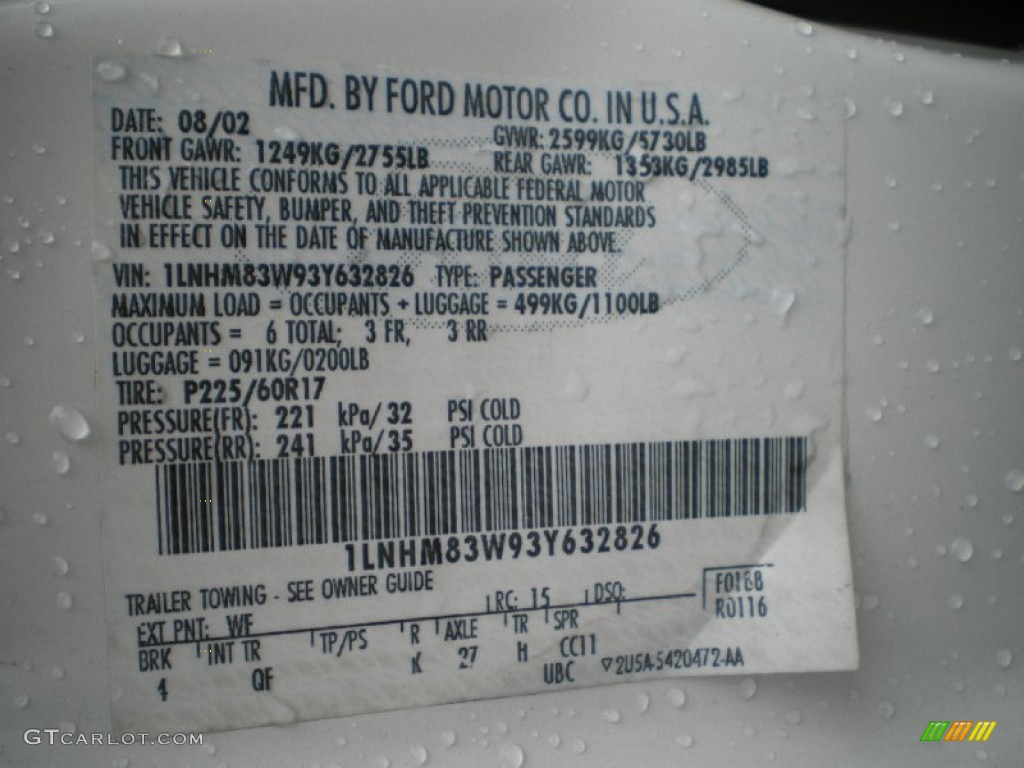 MFD. BY FORD MOTOR CO. IN U.S.A.
DATE: 08/02 GVWR: 2599KG/5730LB
FRONT GAWR: 1249KG/2755LB REAR GAWR: 1353KG/2985LB
THIS VEHICLE CONFORMS TO ALL APPLICABLE FEDERAL MOTOR
VEHICLE SAFETY, BUMPER, AND THEFT PREVENTION STANDARDS
IN EFFECT ON THE DATE OF MANUFACTURE SHOWN ABOVE.
VIN: 1LNHM83W93Y632826 TYPE: PASSENGER
MAXIMUM LOAD = OCCUPANTS + LUGGAGE = 499KG/1100LB
OCCUPANTS = 6 TOTAL; 3 FR, 3 RR
LUGGAGE = 091KG/0200LB
TIRE: P225/60R17
PRESSURE(FR): 221 kPa/ 32 PSI COLD
PRESSURE(RR): 241 kPa/ 35 PSI COLD
1LNHM83W93Y632826
TRAILER TOWING - SEE OWNER GUIDE
EXT PNT: WF RC: 15 DSO: F0168
R0116
BRK INT TR TP/PS R AXLE TR SPR
4 QF K 27 H CC11
UBC ▽2U5A-5420472-AA
GTCARLOT.COM